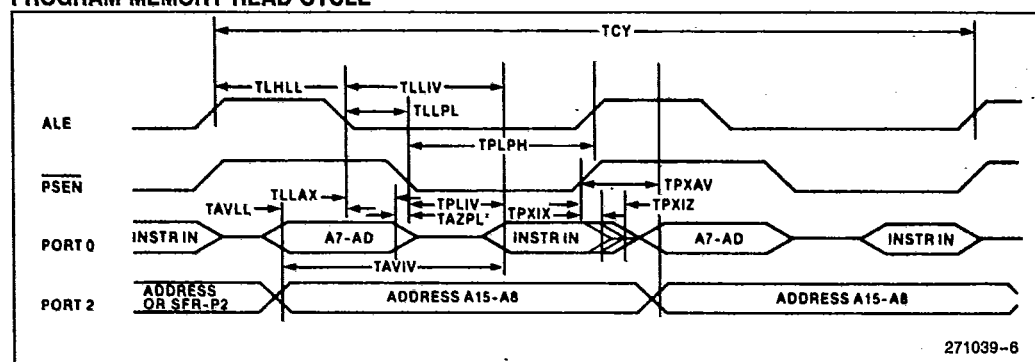 PROGRAM MEMORY READ CYCLE
TCY
TLHLL
TLLIV
TLLPL
ALE
TPLPH
PSEN
TLLAX
TPLIV
TPXAV
TAVLL
TAZPL
TPXIX
TPXIZ
PORT 0
INSTR IN
A7-AD
INSTR IN
A7-AD
INSTR IN
TAVIV
PORT 2
ADDRESS
OR SFR-P2
ADDRESS A15-A8
ADDRESS A15-A8
271039-6